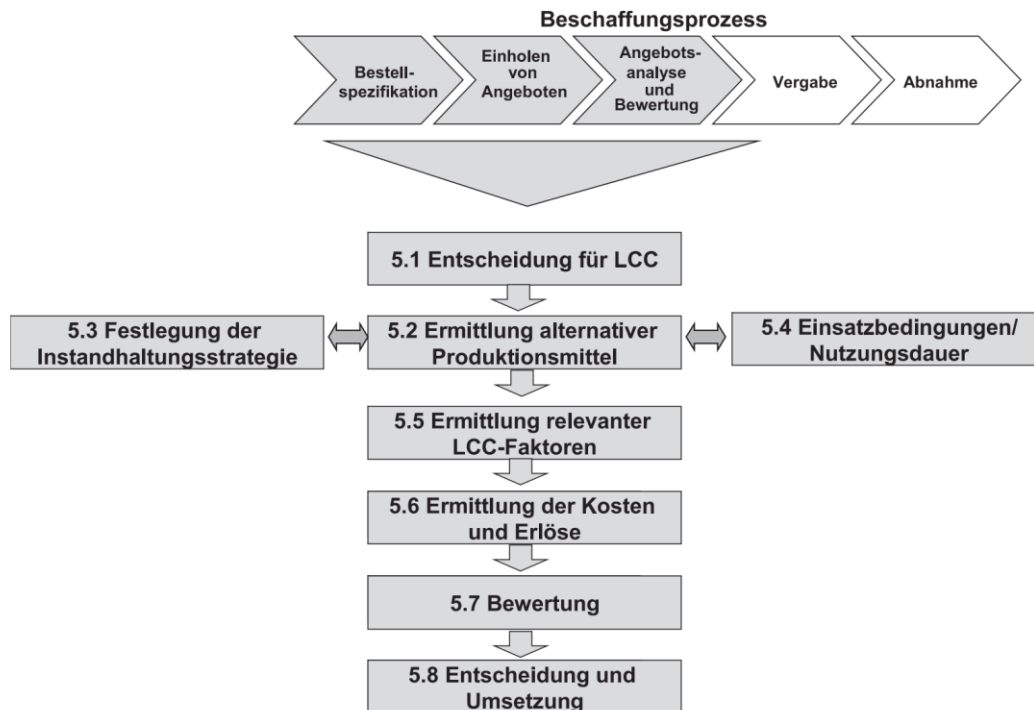 Beschaffungsprozess
Bestell-
spezifikation
Einholen
von
Angeboten
Angebots-
analyse
und
Bewertung
Vergabe
Abnahme
5.1 Entscheidung für LCC
5.3 Festlegung der
Instandhaltungsstrategie
5.2 Ermittlung alternativer
Produktionsmittel
5.4 Einsatzbedingungen/
Nutzungsdauer
5.5 Ermittlung relevanter
LCC-Faktoren
5.6 Ermittlung der Kosten
und Erlöse
5.7 Bewertung
5.8 Entscheidung und
Umsetzung